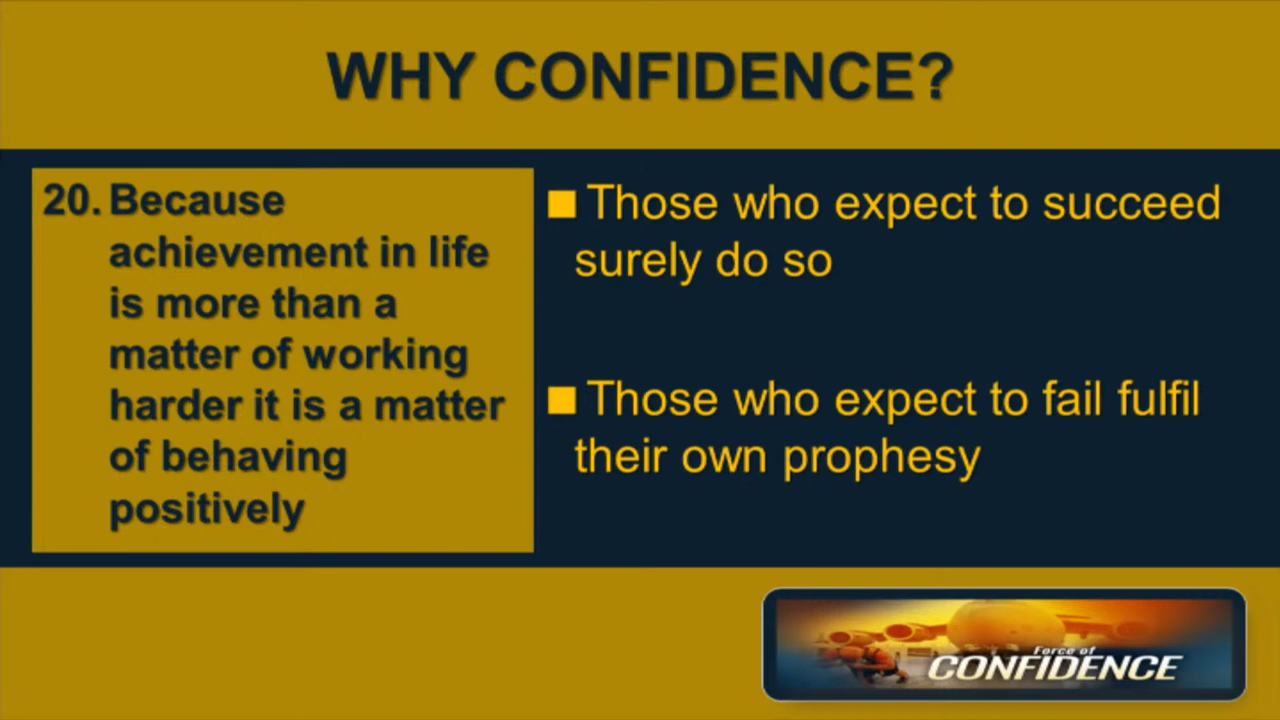 WHY CONFIDENCE?
20. Because
achievement in life
is more than a
matter of working
harder it is a matter
of behaving
positively
Those who expect to succeed
surely do so
Those who expect to fail fulfil
their own prophesy
Force of
CONFIDENCE